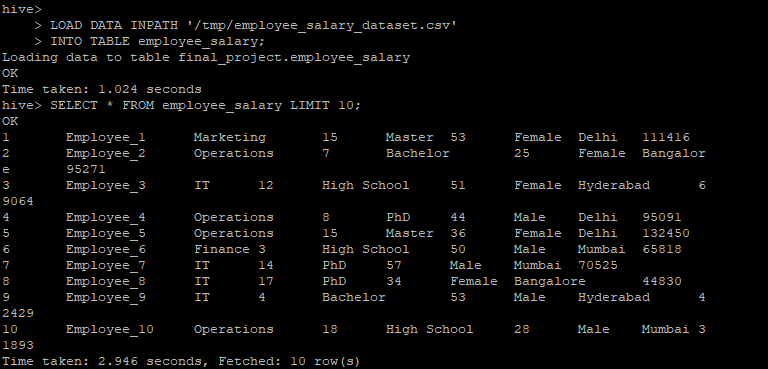 hive>
    > LOAD DATA INPATH '/tmp/employee_salary_dataset.csv'
    > INTO TABLE employee_salary;
Loading data to table final_project.employee_salary
OK
Time taken: 1.024 seconds
hive> SELECT * FROM employee_salary LIMIT 10;
OK
1       Employee_1      Marketing       15      Master  53      Female  Delhi   111416
2       Employee_2      Operations      7       Bachelor        25      Female  Bangalor
e       95271
3       Employee_3      IT      12      High School     51      Female  Hyderabad       6
9064
4       Employee_4      Operations      8       PhD     44      Male    Delhi   95091
5       Employee_5      Operations      15      Master  36      Female  Delhi   132450
6       Employee_6      Finance 3       High School     50      Male    Mumbai  65818
7       Employee_7      IT      14      PhD     57      Male    Mumbai  70525
8       Employee_8      IT      17      PhD     34      Female  Bangalore       44830
9       Employee_9      IT      4       Bachelor        53      Male    Hyderabad       4
2429
10      Employee_10     Operations      18      High School     28      Male    Mumbai 3
1893
Time taken: 2.946 seconds, Fetched: 10 row(s)